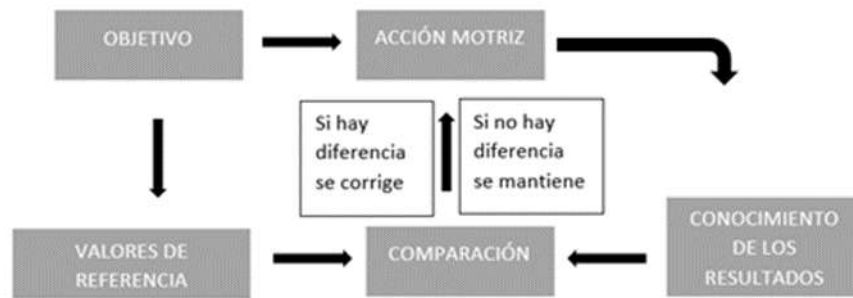 OBJETIVO
ACCIÓN MOTRIZ
Si hay
diferencia
se corrige
Si no hay
diferencia
se mantiene
VALORES DE
REFERENCIA
COMPARACIÓN
CONOCIMIENTO
DE LOS
RESULTADOS